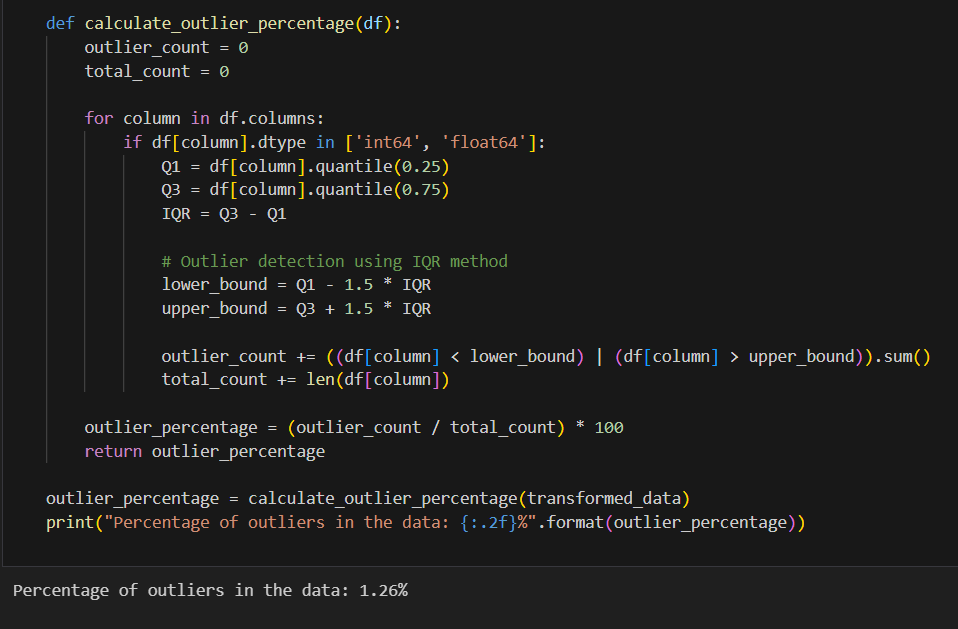 def calculate_outlier_percentage(df):
    outlier_count = 0
    total_count = 0

    for column in df.columns:
        if df[column].dtype in ['int64', 'float64']:
            Q1 = df[column].quantile(0.25)
            Q3 = df[column].quantile(0.75)
            IQR = Q3 - Q1

            # Outlier detection using IQR method
            lower_bound = Q1 - 1.5 * IQR
            upper_bound = Q3 + 1.5 * IQR

            outlier_count += ((df[column] < lower_bound) | (df[column] > upper_bound)).sum()
            total_count += len(df[column])

    outlier_percentage = (outlier_count / total_count) * 100
    return outlier_percentage

outlier_percentage = calculate_outlier_percentage(transformed_data)
print("Percentage of outliers in the data: {:.2f}%".format(outlier_percentage))

Percentage of outliers in the data: 1.26%